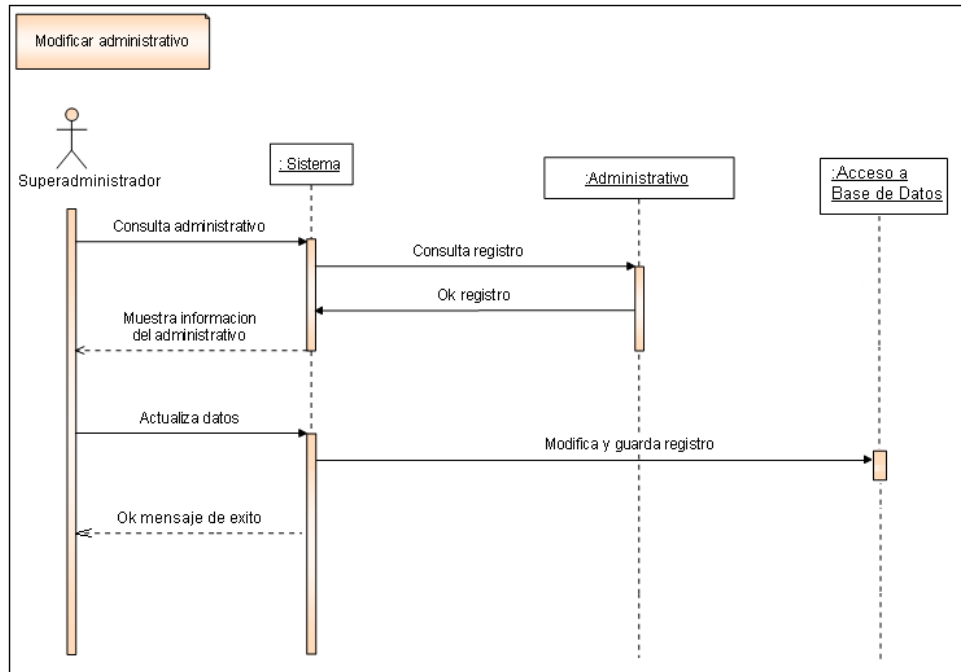 Modificar administrativo
Superadministrador
: Sistema
:Administrativo
:Acceso a
Base de Datos
Consulta administrativo
Consulta registro
Ok registro
Muestra informacion
del administrativo
Actualiza datos
Modifica y guarda registro
Ok mensaje de exito